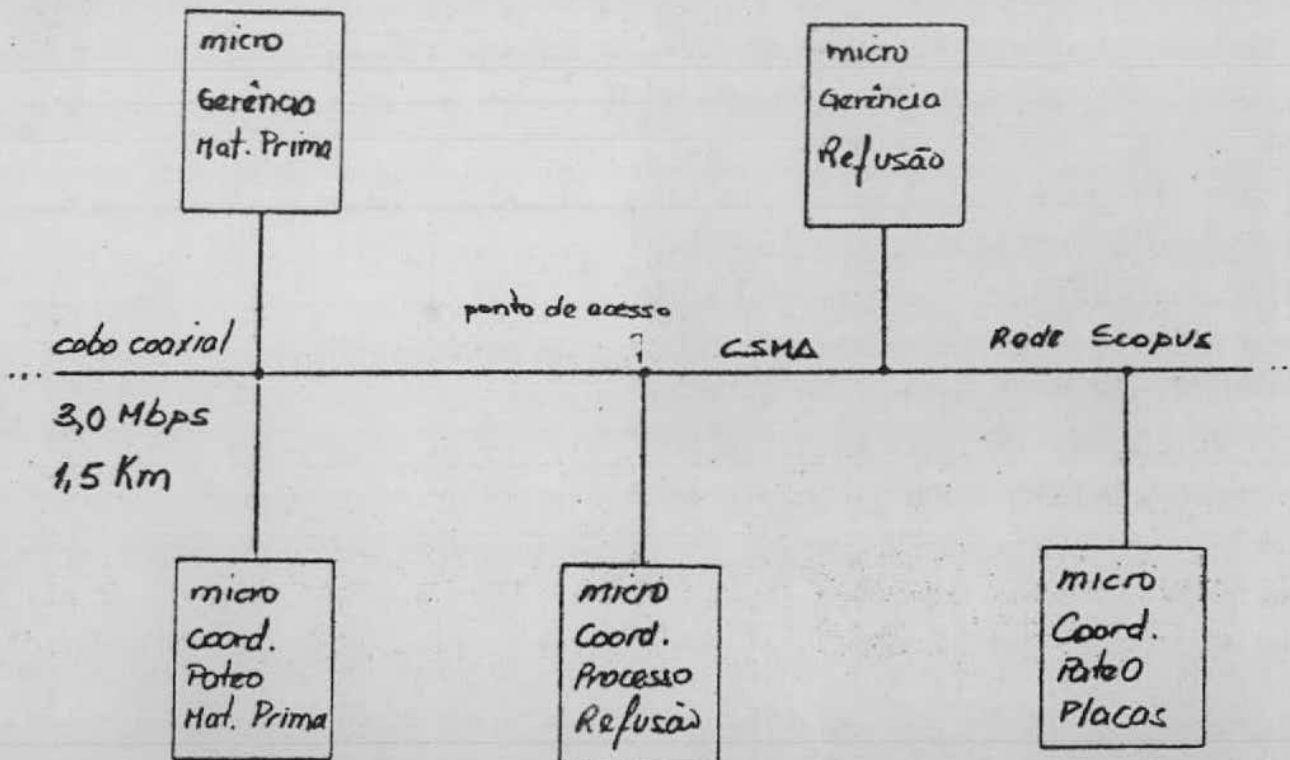 micro
Gerência
Mat. Prima
micro
Gerência
Refusão
ponto de acesso
cabo coaxial
CSMA
Rede Scopus
...
...
3,0 Mbps
1,5 Km
micro
Coord.
Pateo
Mat. Prima
micro
Coord.
Processo
Refusão
micro
Coord.
Pateo
Placas